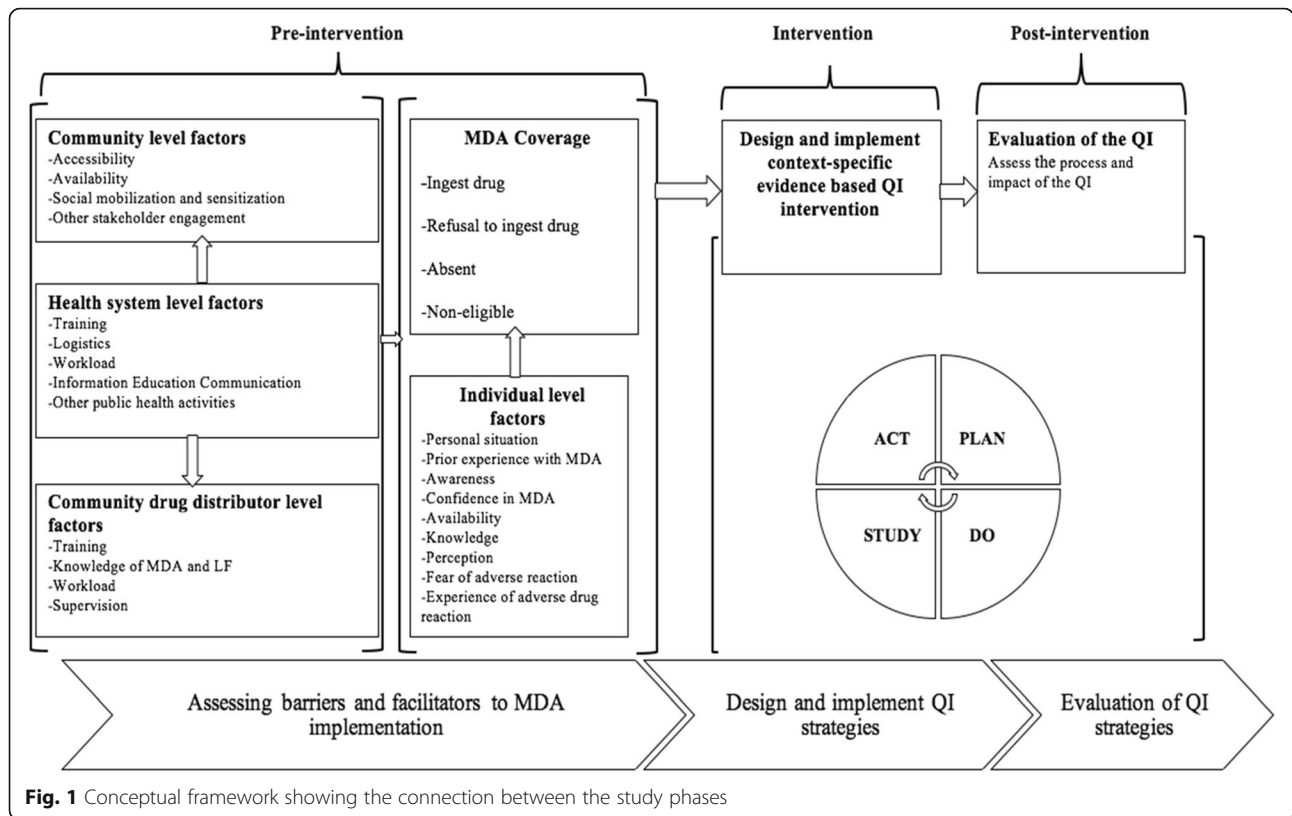 Pre-intervention
Intervention
Post-intervention
Community level factors
-Accessibility
-Availability
-Social mobilization and sensitization
-Other stakeholder engagement
Health system level factors
-Training
-Logistics
-Workload
-Information Education Communication
-Other public health activities
Community drug distributor level
factors
-Training
-Knowledge of MDA and LF
-Workload
-Supervision
MDA Coverage
-Ingest drug
-Refusal to ingest drug
-Absent
-Non-eligible
Individual level
factors
-Personal situation
-Prior experience with MDA
-Awareness
-Confidence in MDA
-Availability
-Knowledge
-Perception
-Fear of adverse reaction
-Experience of adverse drug
reaction
Design and implement
context-specific
evidence based QI
intervention
Evaluation of the QI
Assess the process and
impact of the QI
ACT
PLAN
STUDY
DO
Assessing barriers and facilitators to MDA
implementation
Design and implement QI
strategies
Evaluation of QI
strategies
Fig. 1 Conceptual framework showing the connection between the study phases